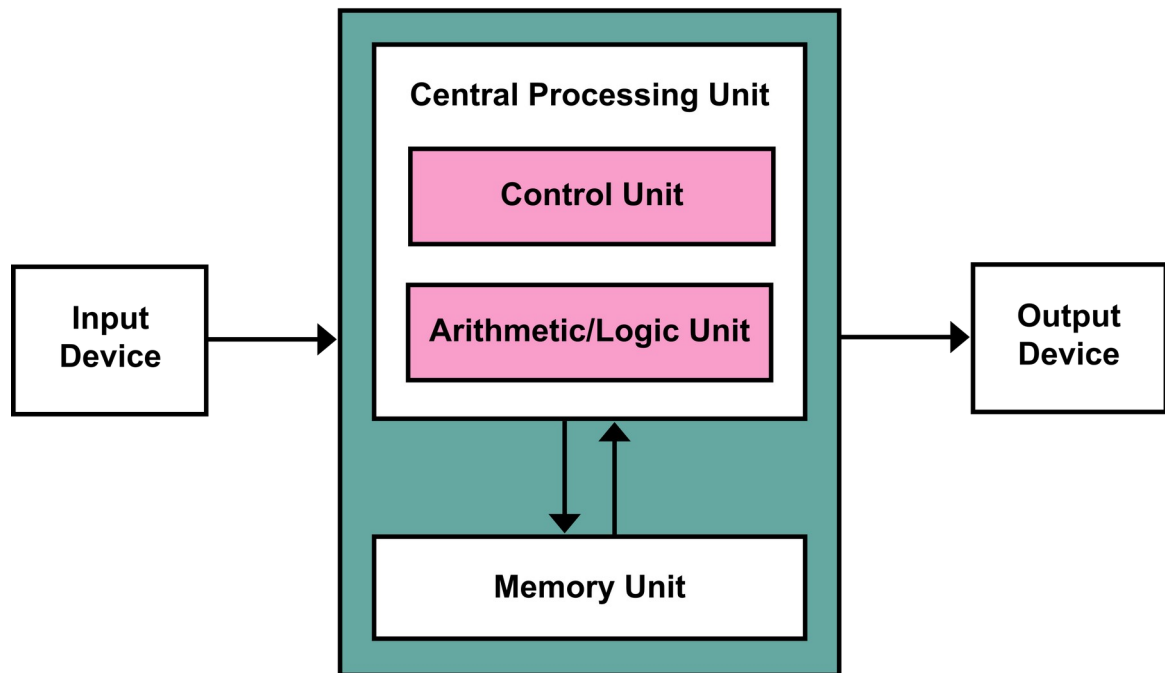 Central Processing Unit
Control Unit
Arithmetic/Logic Unit
Input
Device
Output
Device
Memory Unit